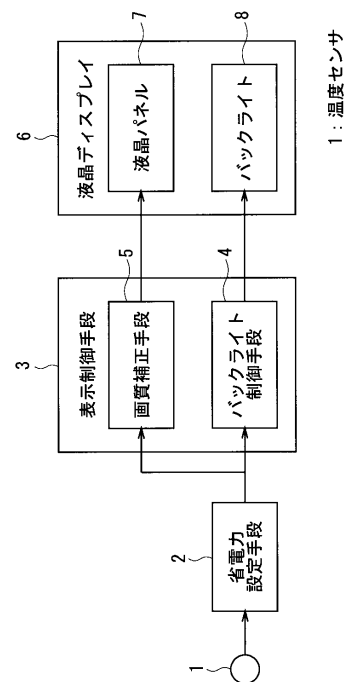 6
液晶ディスプレイ
7
液晶パネル
8
バックライト
3
表示制御手段
5
画質補正手段
4
バックライト
制御手段
2
省電力
設定手段
1
1：温度センサ